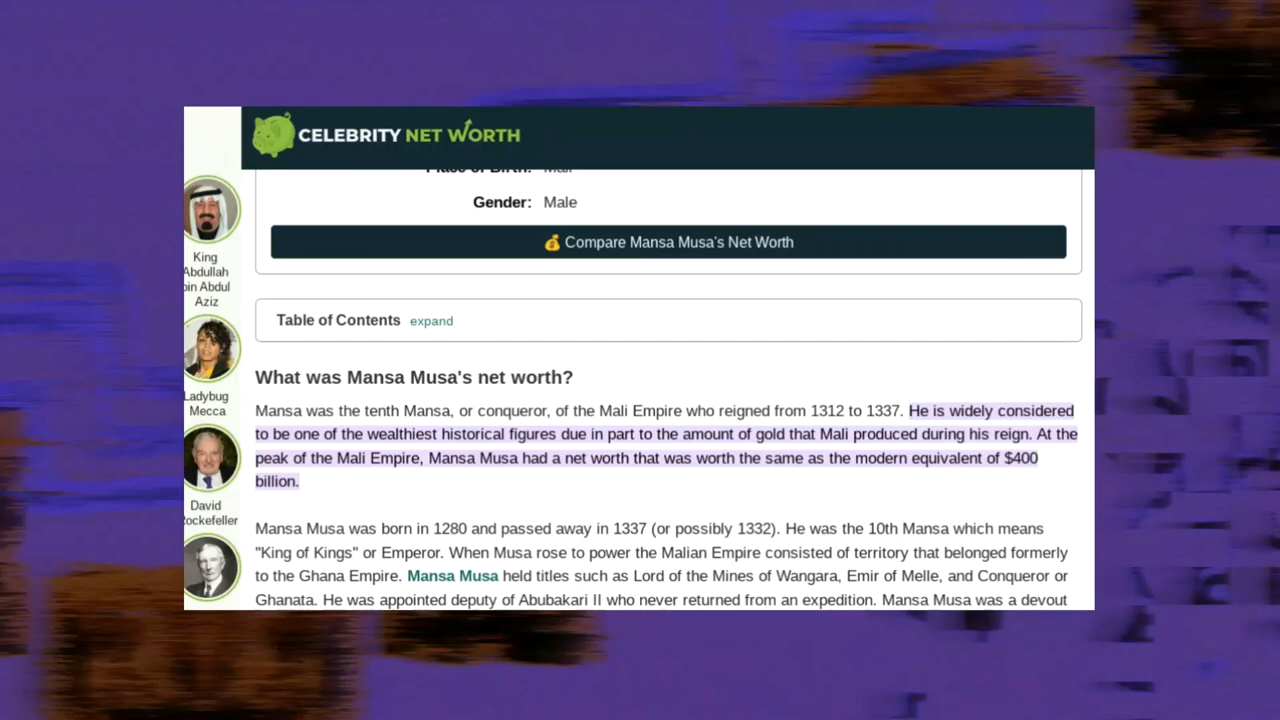 CELEBRITY NET WORTH
Place of Birth: Mali
Gender: Male
Compare Mansa Musa's Net Worth
King
Abdullah
bin Abdul
Aziz
Table of Contents expand
Ladybug
Mecca
What was Mansa Musa's net worth?
Mansa was the tenth Mansa, or conqueror, of the Mali Empire who reigned from 1312 to 1337. He is widely considered
to be one of the wealthiest historical figures due in part to the amount of gold that Mali produced during his reign. At the
peak of the Mali Empire, Mansa Musa had a net worth that was worth the same as the modern equivalent of $400
billion.
David
Rockefeller
Mansa Musa was born in 1280 and passed away in 1337 (or possibly 1332). He was the 10th Mansa which means
"King of Kings" or Emperor. When Musa rose to power the Malian Empire consisted of territory that belonged formerly
to the Ghana Empire. Mansa Musa held titles such as Lord of the Mines of Wangara, Emir of Melle, and Conqueror or
Ghanata. He was appointed deputy of Abubakari II who never returned from an expedition. Mansa Musa was a devout